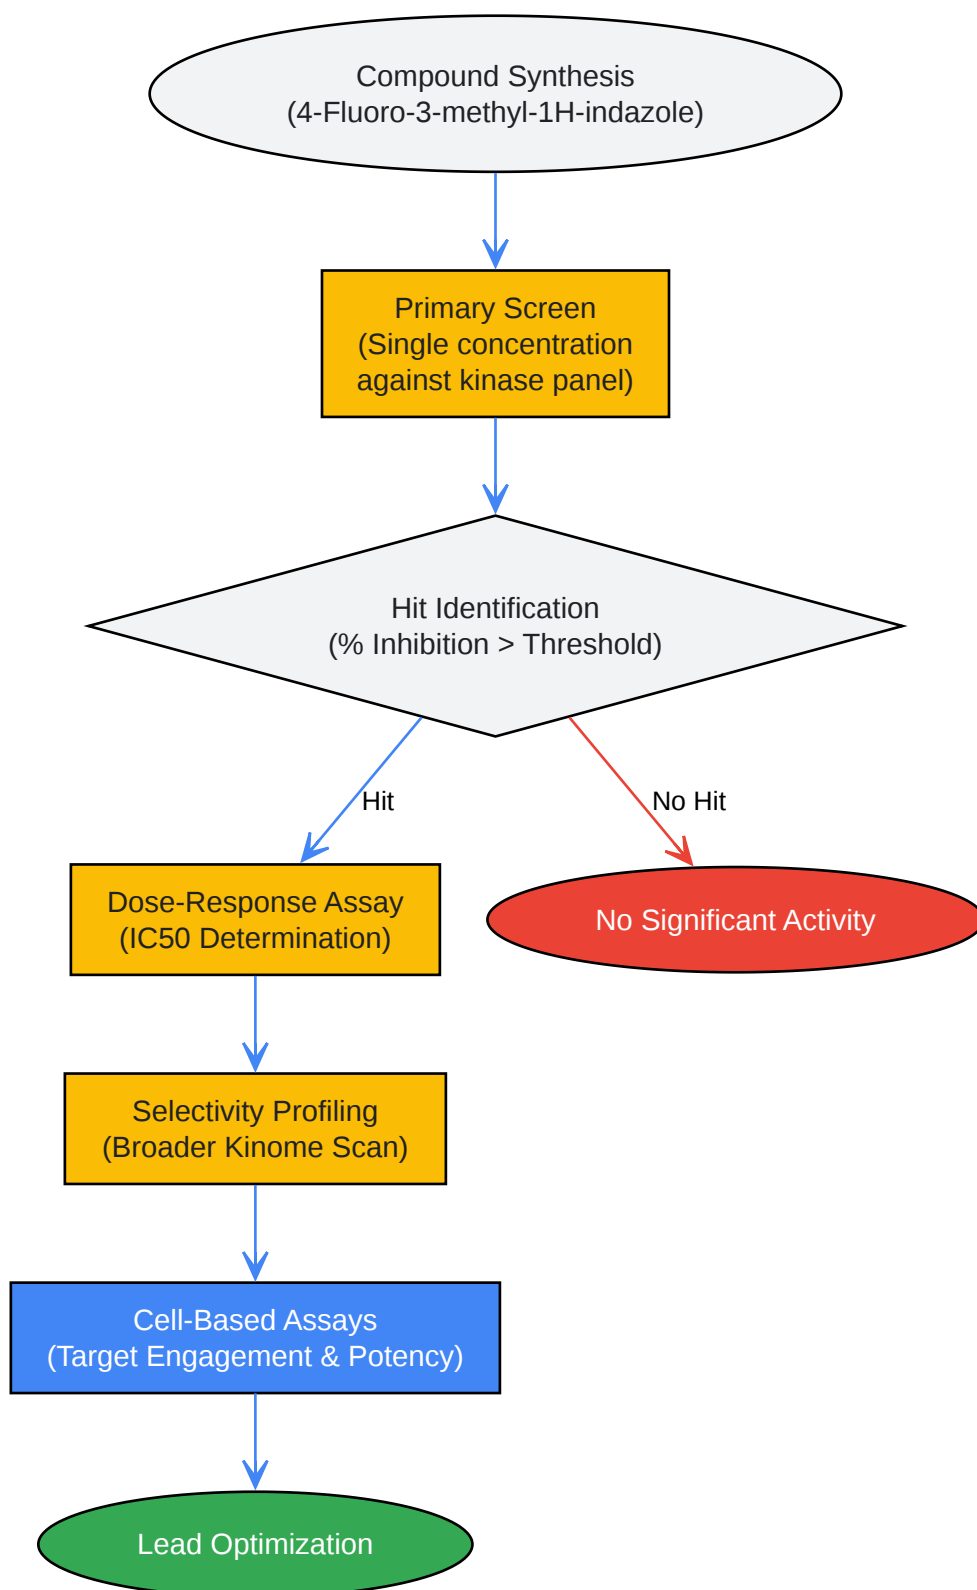 Compound Synthesis
(4-Fluoro-3-methyl-1H-indazole)
Primary Screen
(Single concentration
against kinase panel)
Hit Identification
(% Inhibition > Threshold)
Hit
No Hit
Dose-Response Assay
(IC50 Determination)
No Significant Activity
Selectivity Profiling
(Broader Kinome Scan)
Cell-Based Assays
(Target Engagement & Potency)
Lead Optimization